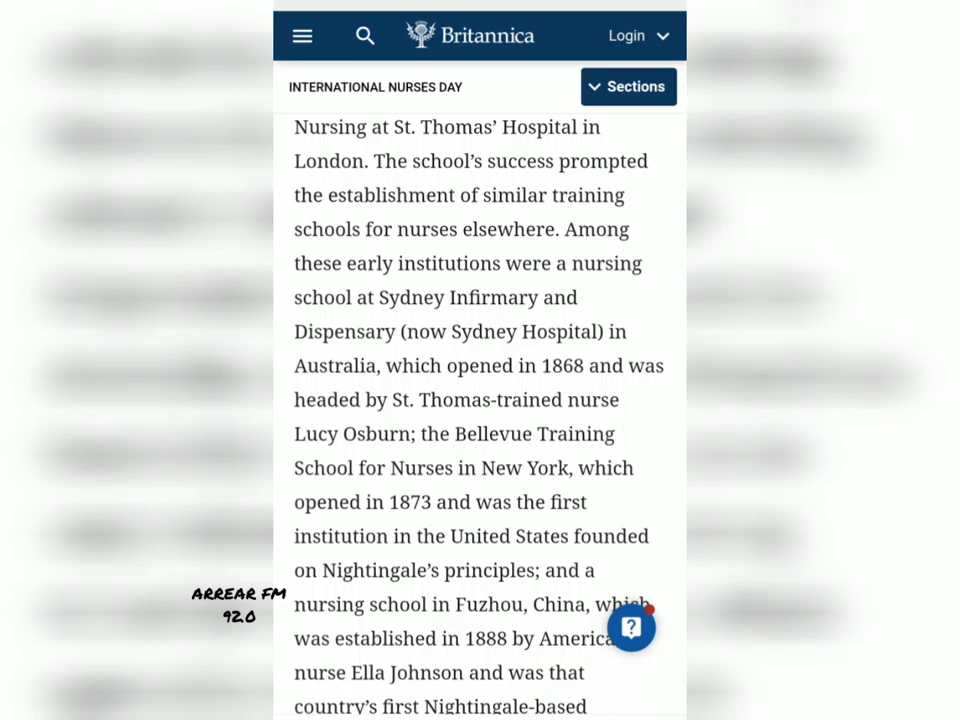 Britannica
Login
INTERNATIONAL NURSES DAY
Sections
Nursing at St. Thomas’ Hospital in
London. The school’s success prompted
the establishment of similar training
schools for nurses elsewhere. Among
these early institutions were a nursing
school at Sydney Infirmary and
Dispensary (now Sydney Hospital) in
Australia, which opened in 1868 and was
headed by St. Thomas-trained nurse
Lucy Osburn; the Bellevue Training
School for Nurses in New York, which
opened in 1873 and was the first
institution in the United States founded
on Nightingale’s principles; and a
nursing school in Fuzhou, China, which
was established in 1888 by America
nurse Ella Johnson and was that
country’s first Nightingale-based
ARREAR FM
92.0